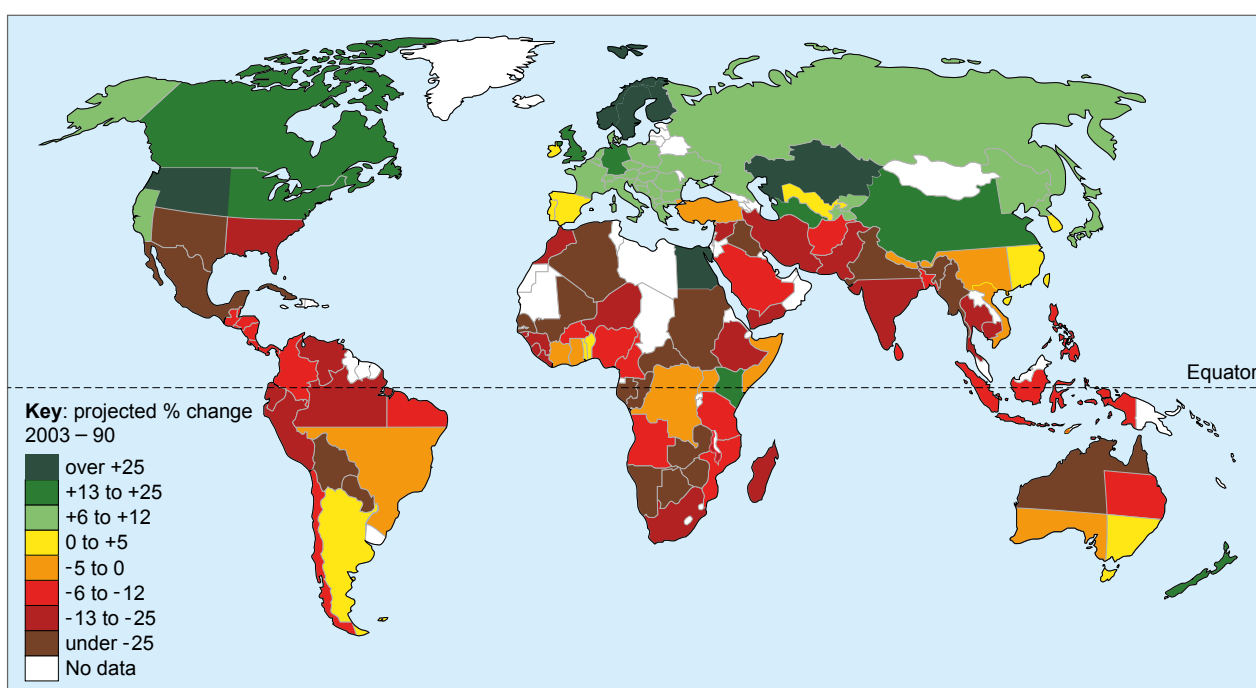 Equator
Key: projected % change
2003 – 90
over +25
+13 to +25
+6 to +12
0 to +5
-5 to 0
-6 to -12
-13 to -25
under -25
No data